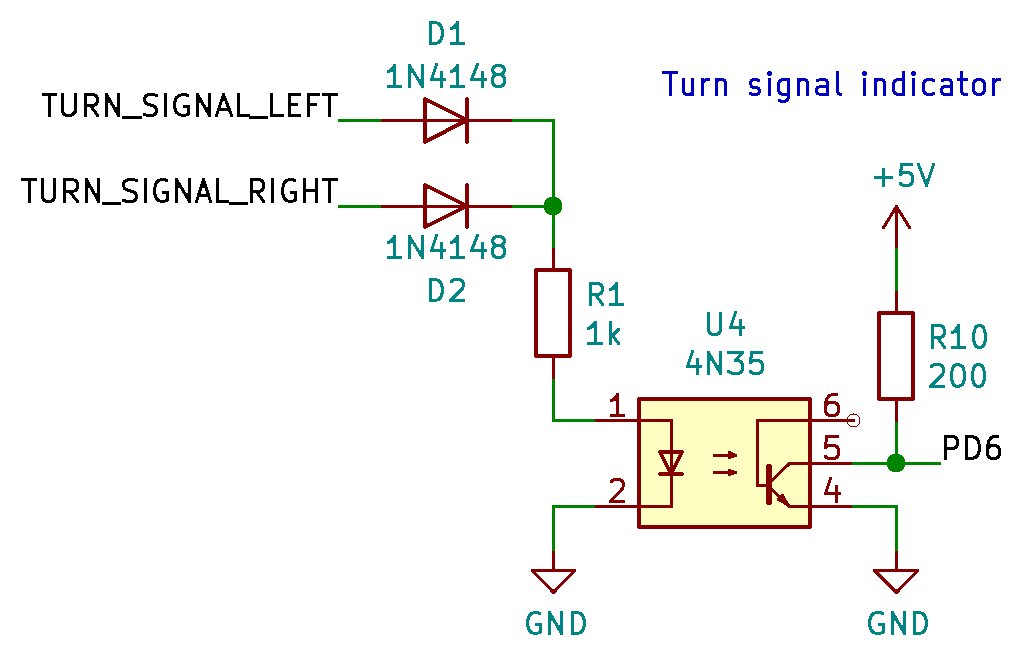 D1
1N4148
TURN_SIGNAL_LEFT
Turn signal indicator
TURN_SIGNAL_RIGHT
1N4148
D2
+5V
R1
1k
U4
4N35
R10
200
1
2
6
5
4
PD6
GND
GND